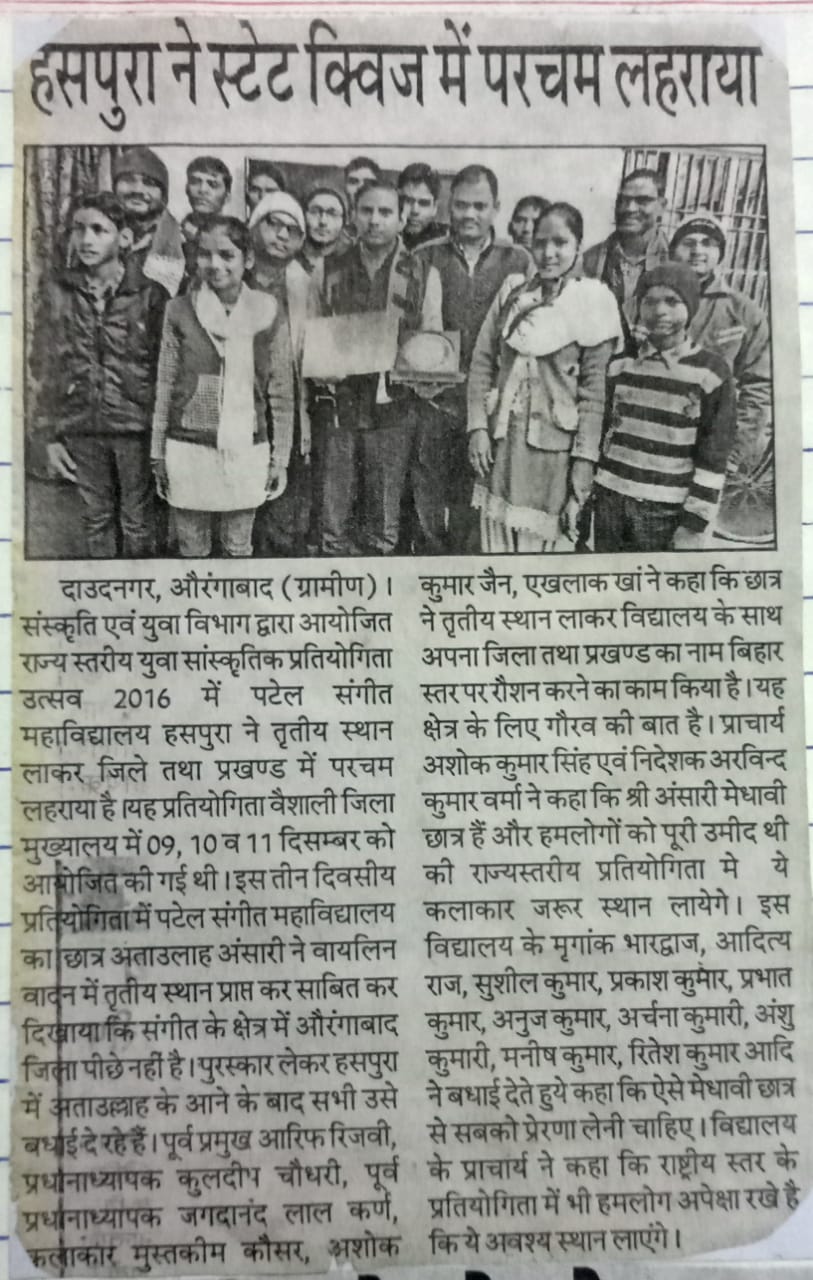 हसपुरा ने स्टेट क्विज में परचम लहराया
दाउदनगर, औरंगाबाद (ग्रामीण)।
संस्कृति एवं युवा विभाग द्वारा आयोजित
राज्य स्तरीय युवा सांस्कृतिक प्रतियोगिता
उत्सव 2016 में पटेल संगीत
महाविद्यालय हसपुरा ने तृतीय स्थान
लाकर जिले तथा प्रखण्ड में परचम
लहराया है।यह प्रतियोगिता वैशाली जिला
मुख्यालय में 09, 10 व 11 दिसम्बर को
आयोजित की गई थी। इस तीन दिवसीय
प्रतियोगिता में पटेल संगीत महाविद्यालय
का छात्र अताउलाह अंसारी ने वायलिन
वादन में तृतीय स्थान प्राप्त कर साबित कर
दिखाया कि संगीत के क्षेत्र में औरंगाबाद
जिला पीछे नहीं है। पुरस्कार लेकर हसपुरा
में अताउल्लाह के आने के बाद सभी उसे
बधाई दे रहे हैं। पूर्व प्रमुख आरिफ रिजवी,
प्रधानाध्यापक कुलदीप चौधरी, पूर्व
प्रधानाध्यापक जगदानंद लाल कर्ण,
कलाकार मुस्तकीम कौसर, अशोक
कुमार जैन, एखलाक खां ने कहा कि छात्र
ने तृतीय स्थान लाकर विद्यालय के साथ
अपना जिला तथा प्रखण्ड का नाम बिहार
स्तर पर रौशन करने का काम किया है। यह
क्षेत्र के लिए गौरव की बात है। प्राचार्य
अशोक कुमार सिंह एवं निदेशक अरविन्द
कुमार वर्मा ने कहा कि श्री अंसारी मेधावी
छात्र हैं और हमलोगों को पूरी उमीद थी
की राज्यस्तरीय प्रतियोगिता मे ये
कलाकार जरूर स्थान लायेगे। इस
विद्यालय के मृगांक भारद्वाज, आदित्य
राज, सुशील कुमार, प्रकाश कुमार, प्रभात
कुमार, अनुज कुमार, अर्चना कुमारी, अंशु
कुमारी, मनीष कुमार, रितेश कुमार आदि
ने बधाई देते हुये कहा कि ऐसे मेधावी छात्र
से सबको प्रेरणा लेनी चाहिए। विद्यालय
के प्राचार्य ने कहा कि राष्ट्रीय स्तर के
प्रतियोगिता में भी हमलोग अपेक्षा रखे है
कि ये अवश्य स्थान लाएंगे।